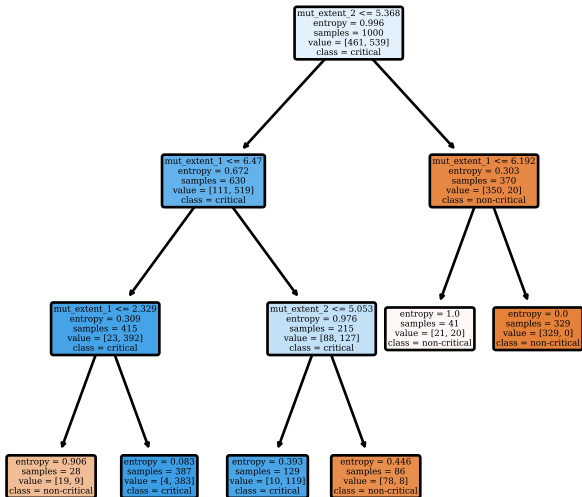 mut_extent_2 <= 5.368
entropy = 0.996
samples = 1000
value = [461, 539]
class = critical
mut_extent_1 <= 6.47
entropy = 0.672
samples = 630
value = [111, 519]
class = critical
mut_extent_1 <= 6.192
entropy = 0.303
samples = 370
value = [350, 20]
class = non-critical
mut_extent_1 <= 2.329
entropy = 0.309
samples = 415
value = [23, 392]
class = critical
mut_extent_2 <= 5.053
entropy = 0.976
samples = 215
value = [88, 127]
class = critical
entropy = 1.0
samples = 41
value = [21, 20]
class = non-critical
entropy = 0.0
samples = 329
value = [329, 0]
class = non-critical
entropy = 0.906
samples = 28
value = [19, 9]
class = non-critical
entropy = 0.083
samples = 387
value = [4, 383]
class = critical
entropy = 0.393
samples = 129
value = [10, 119]
class = critical
entropy = 0.446
samples = 86
value = [78, 8]
class = non-critical